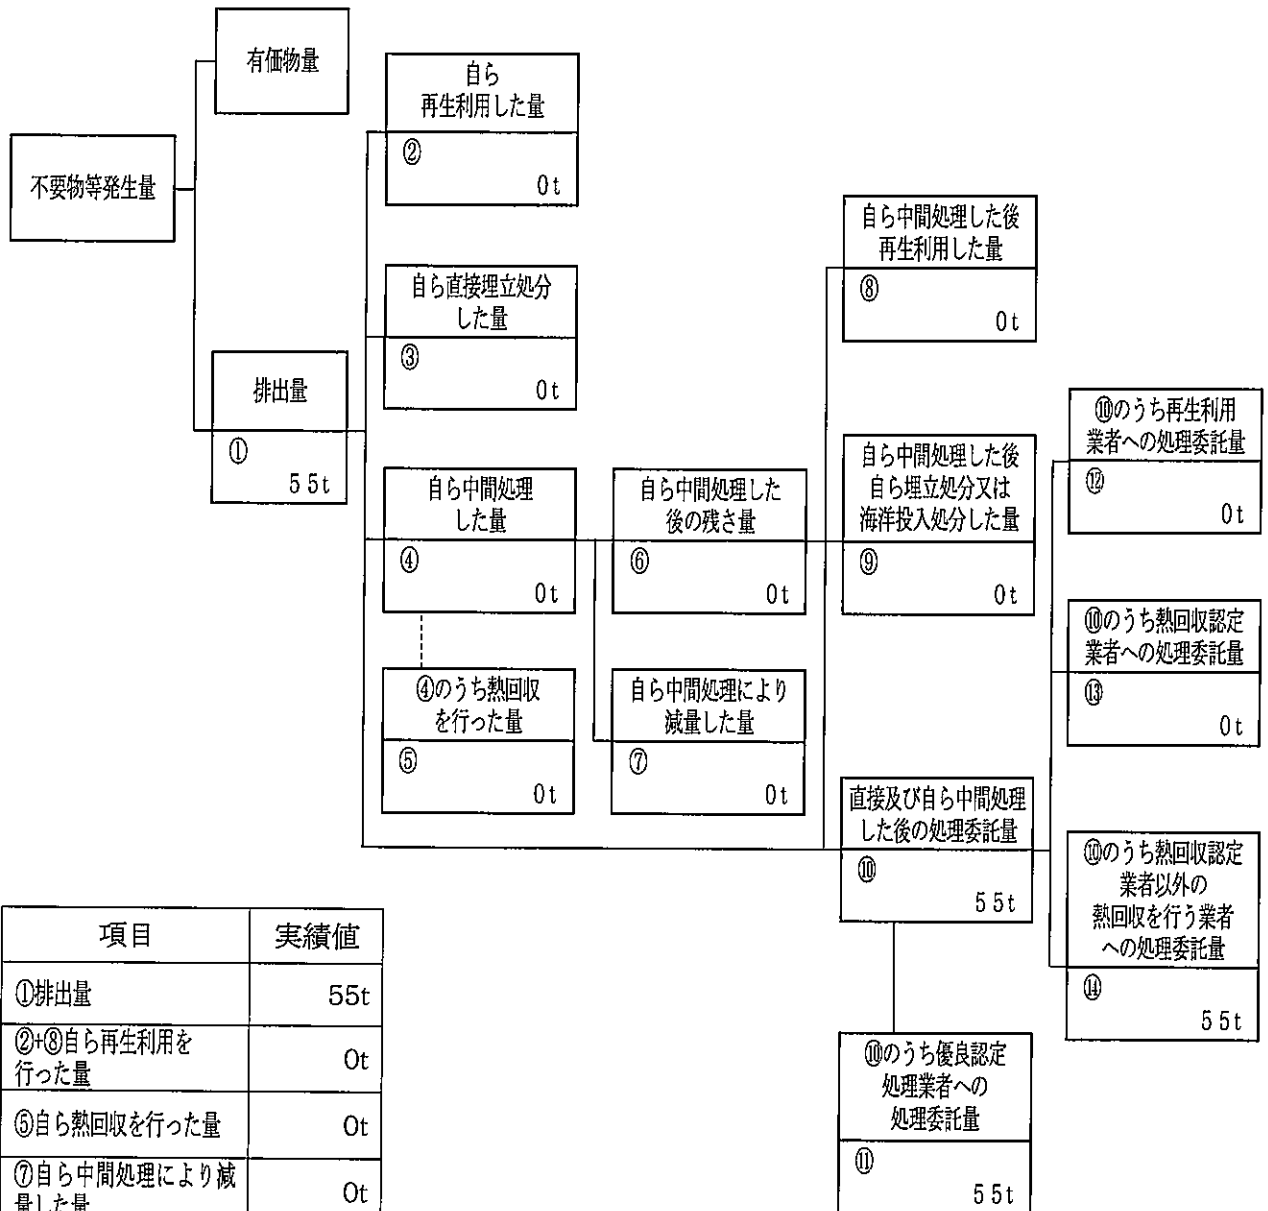 有価物量
不要物等発生量
排出量
①
55t
自ら
再生利用した量
②
0t
自ら直接埋立処分
した量
③
0t
自ら中間処理
した量
④
0t
④のうち熱回収
を行った量
⑤
0t
自ら中間処理した
後の残さ量
⑥
0t
自ら中間処理により
減量した量
⑦
0t
自ら中間処理した後
再生利用した量
⑧
0t
自ら中間処理した後
自ら埋立処分又は
海洋投入処分した量
⑨
0t
直接及び自ら中間処理
した後の処理委託量
⑩
55t
⑩のうち優良認定
処理業者への
処理委託量
⑪
55t
⑩のうち再生利用
業者への処理委託量
⑫
0t
⑩のうち熱回収認定
業者への処理委託量
⑬
0t
⑩のうち熱回収認定
業者以外の
熱回収を行う業者
への処理委託量
⑭
55t
項目 実績値
①排出量 55t
②+⑧自ら再生利用を
行った量 0t
⑤自ら熱回収を行った量 0t
⑦自ら中間処理により減
量した量 0t